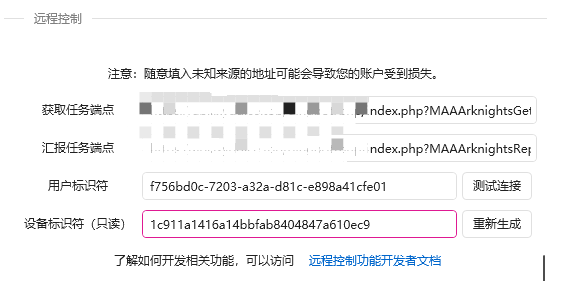 远程控制
注意：随意填入未知来源的地址可能会导致您的账户受到损失。
获取任务端点 ndex.php?MAAArknightsGet
汇报任务端点 ndex.php?MAAArknightsRep
用户标识符 f756bd0c-7203-a32a-d81c-e898a41cfe01 测试连接
设备标识符（只读） 1c911a1416a14bbfab8404847a610ec9 重新生成
了解如何开发相关功能，可以访问 远程控制功能开发者文档